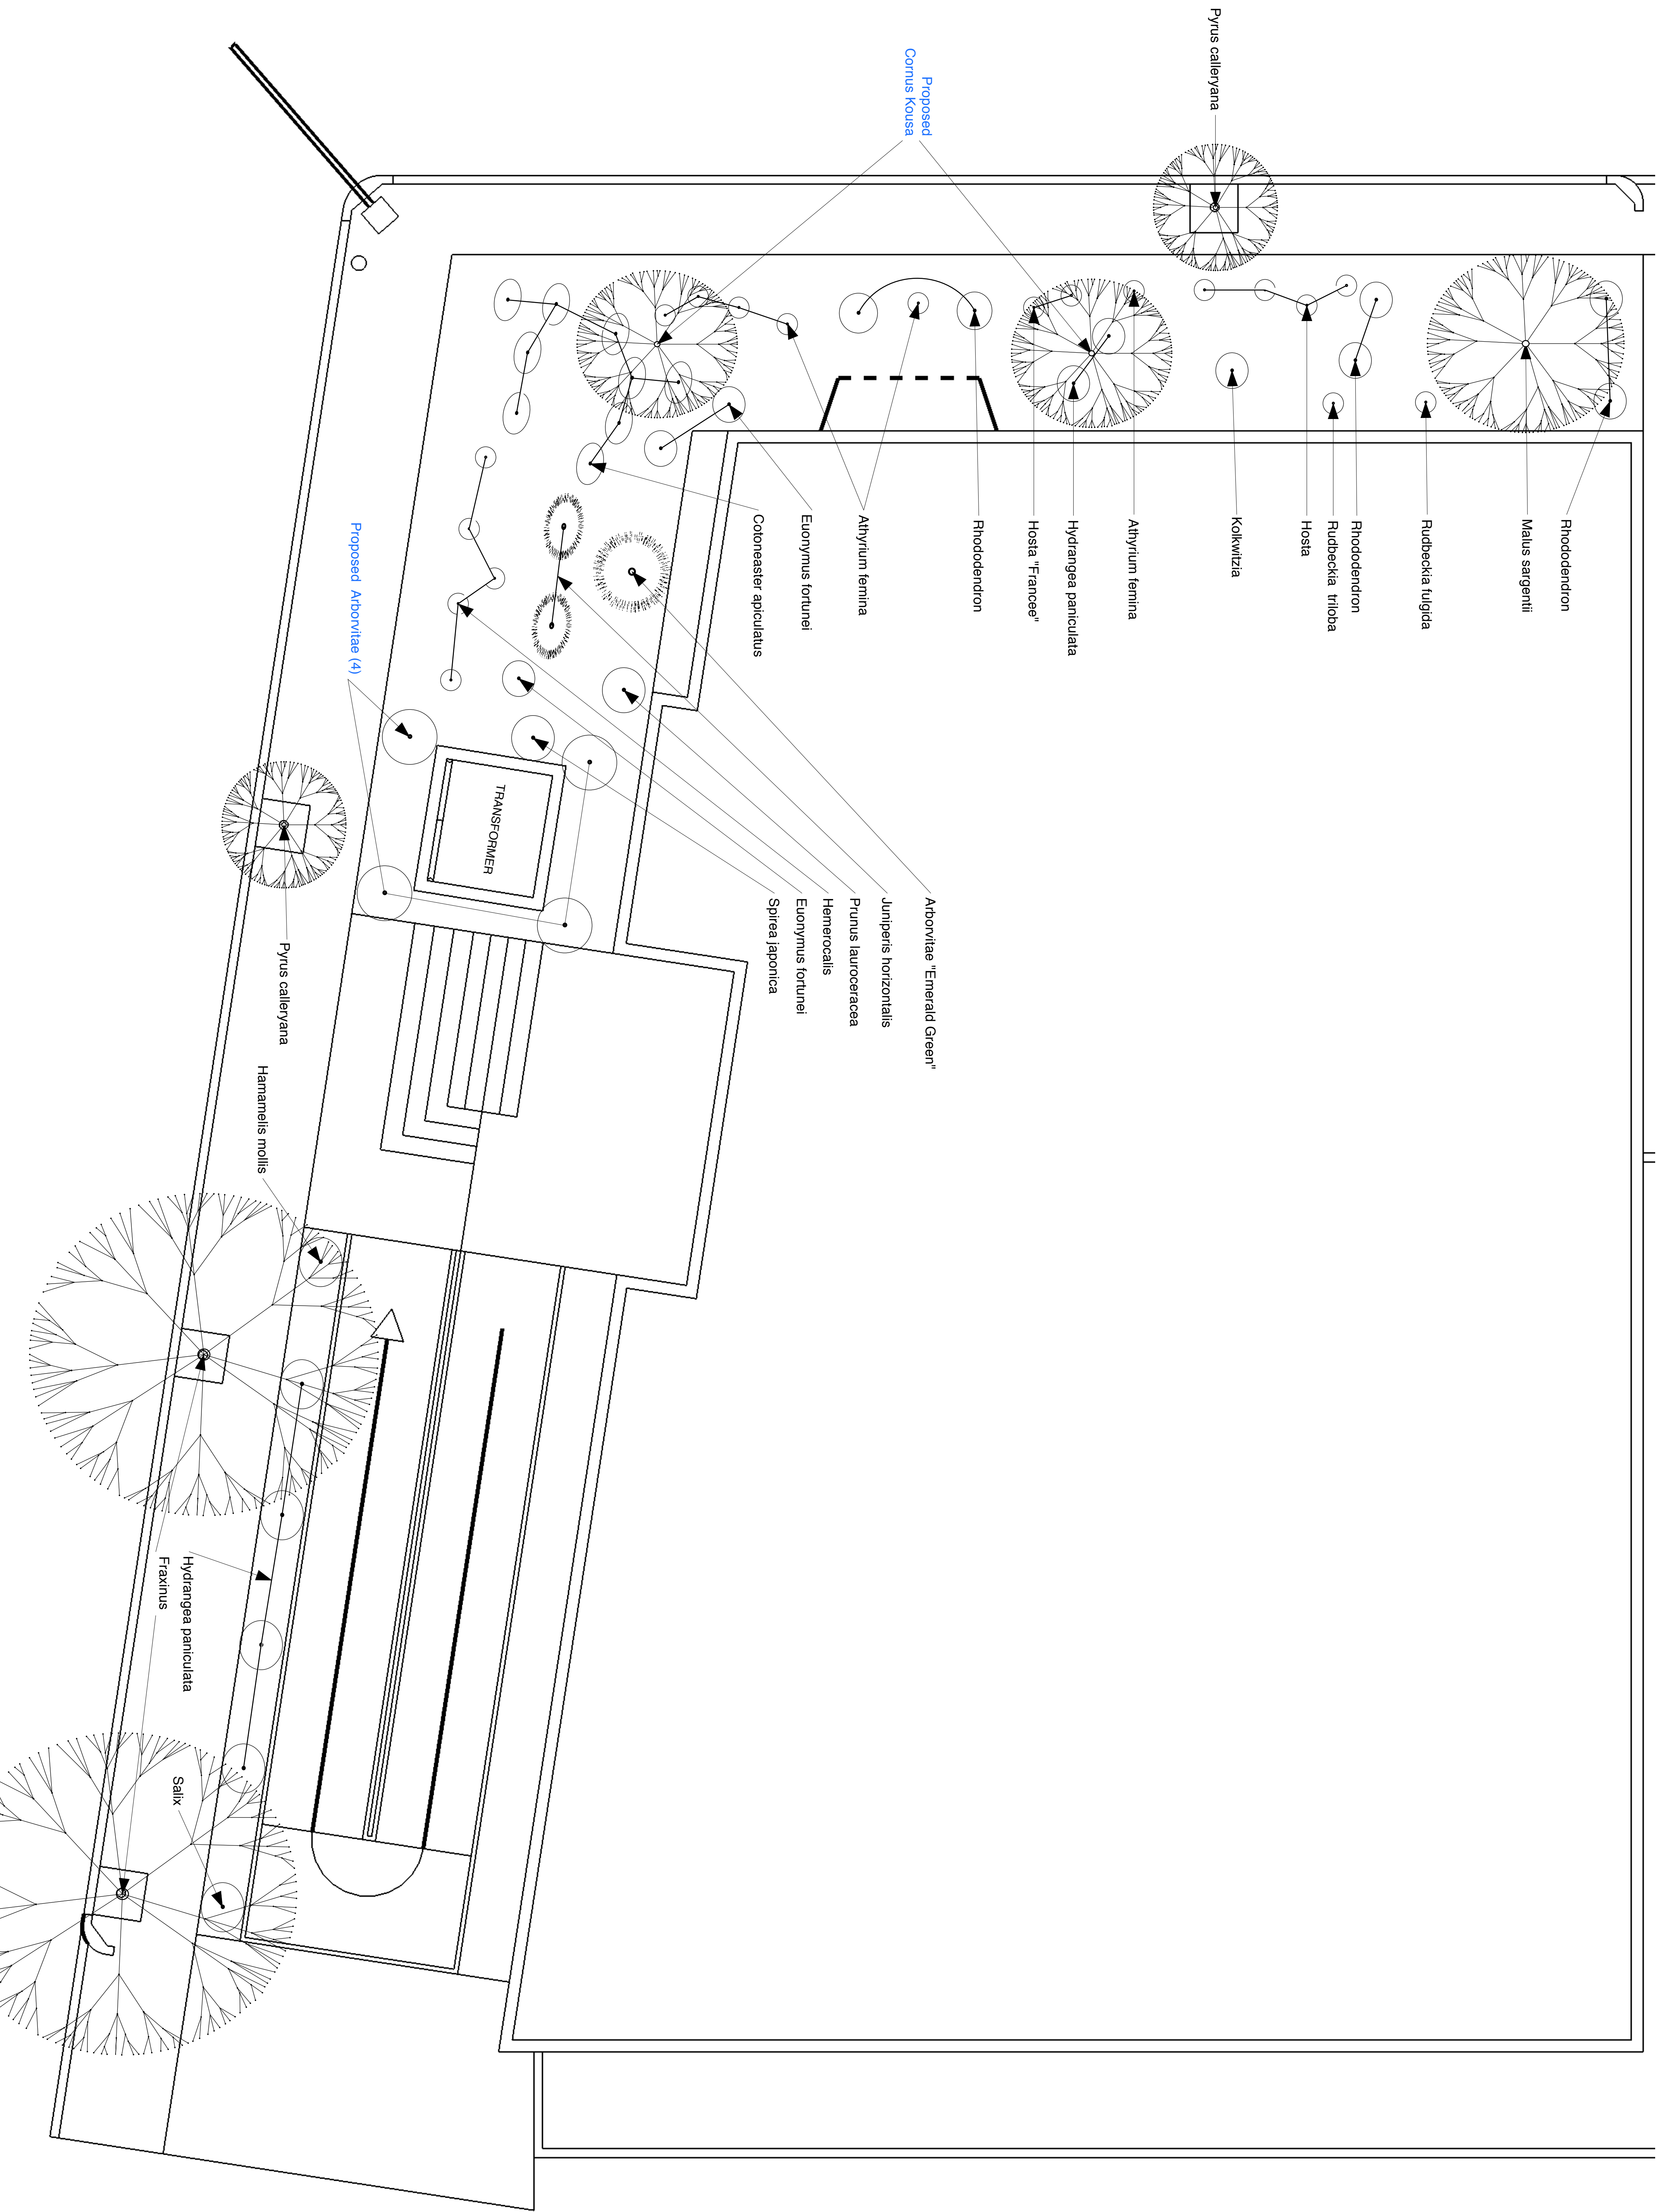 Pyrus calleryana
Proposed
Cornus Kousa
Rhododendron
Malus sargentii
Rudbeckia fulgida
Rhododendron
Rudbeckia triloba
Hosta
Kolkwitzia
Athyrium femina
Hydrangea paniculata
Hosta "Francee"
Rhododendron
Athyrium femina
Euonymus fortunei
Cotoneaster apiculatus
Proposed Arborvitae (4)
TRANSFORMER
Arborvitae "Emerald Green"
Juniperis horizontalis
Prunus lauroceracea
Hemerocalis
Euonymus fortunei
Spirea japonica
Pyrus calleryana
Hamamelis mollis
Hydrangea paniculata
Fraxinus
Salix